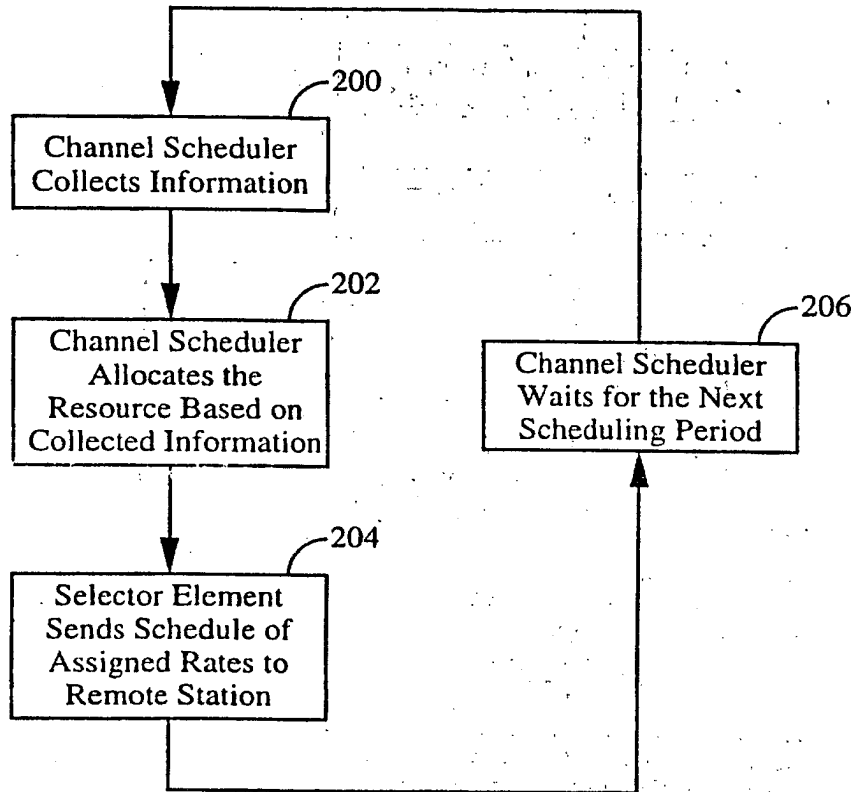 200
Channel Scheduler
Collects Information
202
Channel Scheduler
Allocates the
Resource Based on
Collected Information
206
Channel Scheduler
Waits for the Next
Scheduling Period
204
Selector Element
Sends Schedule of
Assigned Rates to
Remote Station